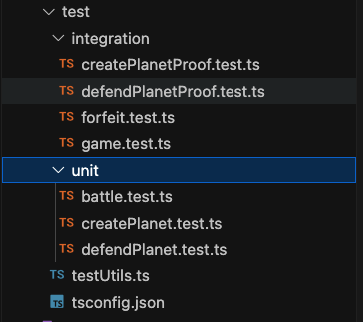 test
integration
TS createPlanetProof.test.ts
TS defendPlanetProof.test.ts
TS forfeit.test.ts
TS game.test.ts
unit
TS battle.test.ts
TS createPlanet.test.ts
TS defendPlanet.test.ts
TS testUtils.ts
TS tsconfig.json